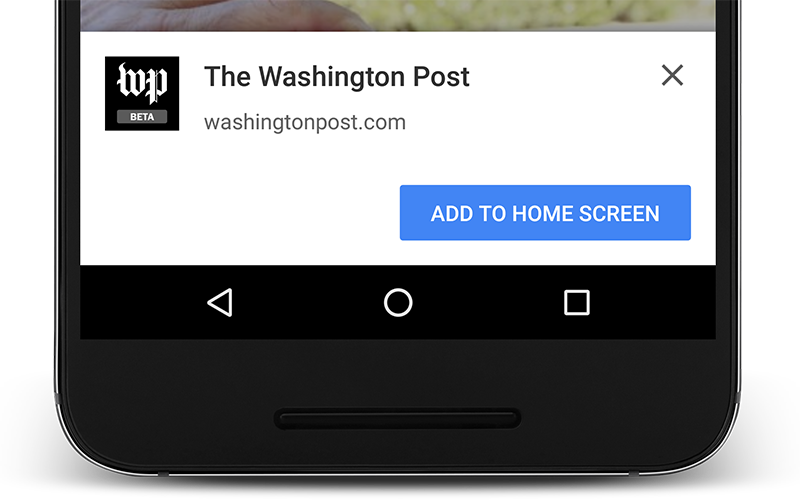 wp
BETA
The Washington Post
washingtonpost.com
ADD TO HOME SCREEN